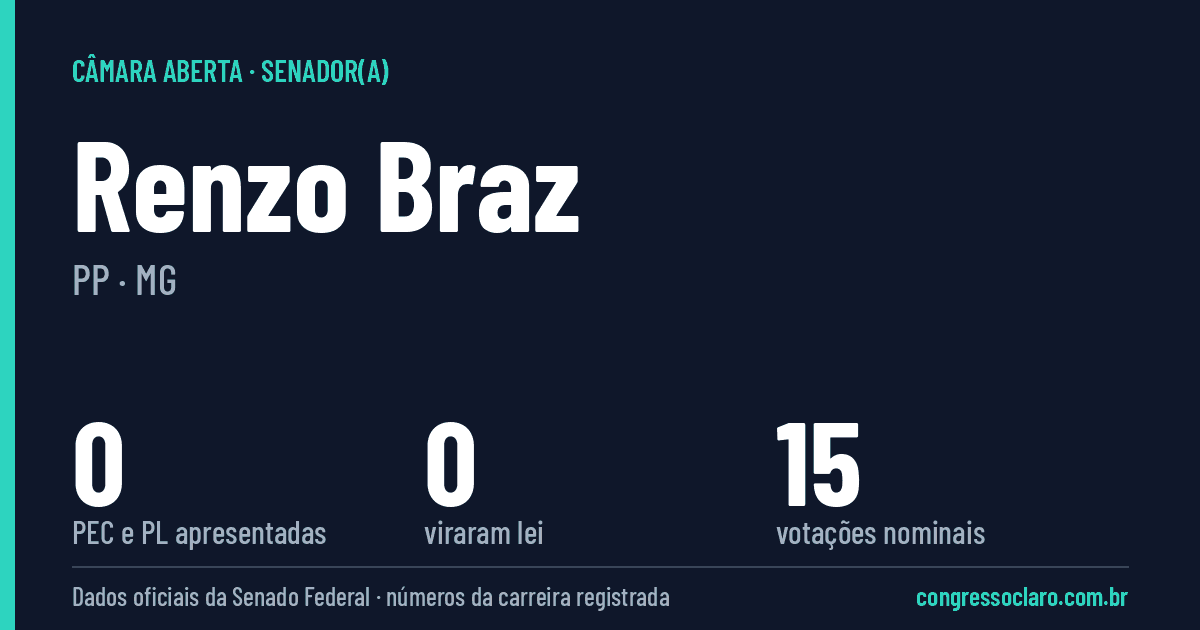 CÂMARA ABERTA · SENADOR(A)
Renzo Braz
PP · MG
0 0 15
PEC e PL apresentadas viraram lei votações nominais
Dados oficiais da Senado Federal · números da carreira registrada congressoclaro.com.br